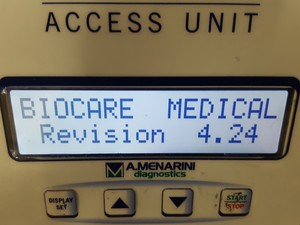 ACCESS UNIT
BIOCARE MEDICAL
Revision 4.24
A.MENARINI
diagnostics
DISPLAY
SET
START
STOP